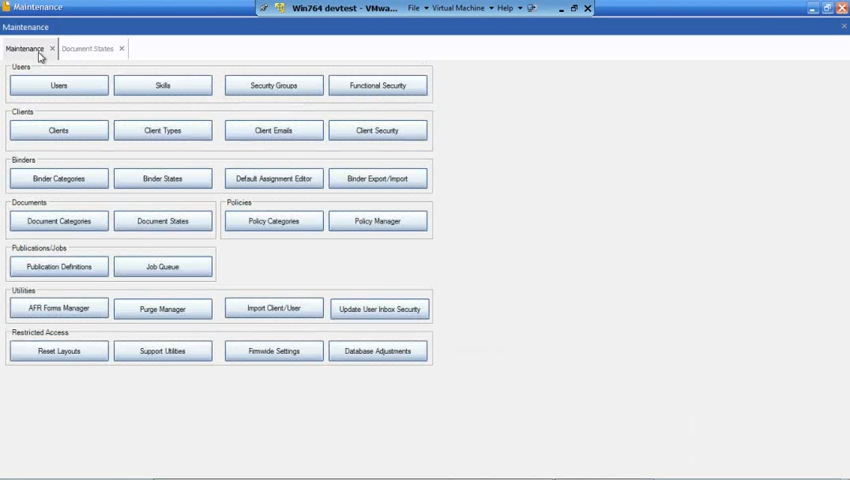 Maintenance
Win764 devtest - VMwa...
File
Virtual Machine
Help
Maintenance
Maintenance
Document States
Users
Users
Skills
Security Groups
Functional Security
Clients
Clients
Client Types
Client Emails
Client Security
Binders
Binder Categories
Binder States
Default Assignment Editor
Binder Export/Import
Documents
Policies
Document Categories
Document States
Policy Categories
Policy Manager
Publications/Jobs
Publication Definitions
Job Queue
Utilities
AFR Forms Manager
Purge Manager
Import Client/User
Update User Inbox Security
Restricted Access
Reset Layouts
Support Utilities
Firmwide Settings
Database Adjustments